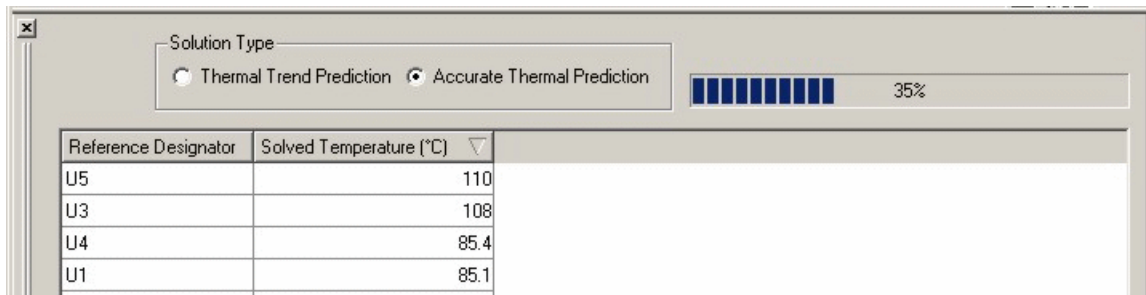 Solution Type
Thermal Trend Prediction Accurate Thermal Prediction
35%
Reference Designator Solved Temperature (°C)
U5 110
U3 108
U4 85.4
U1 85.1